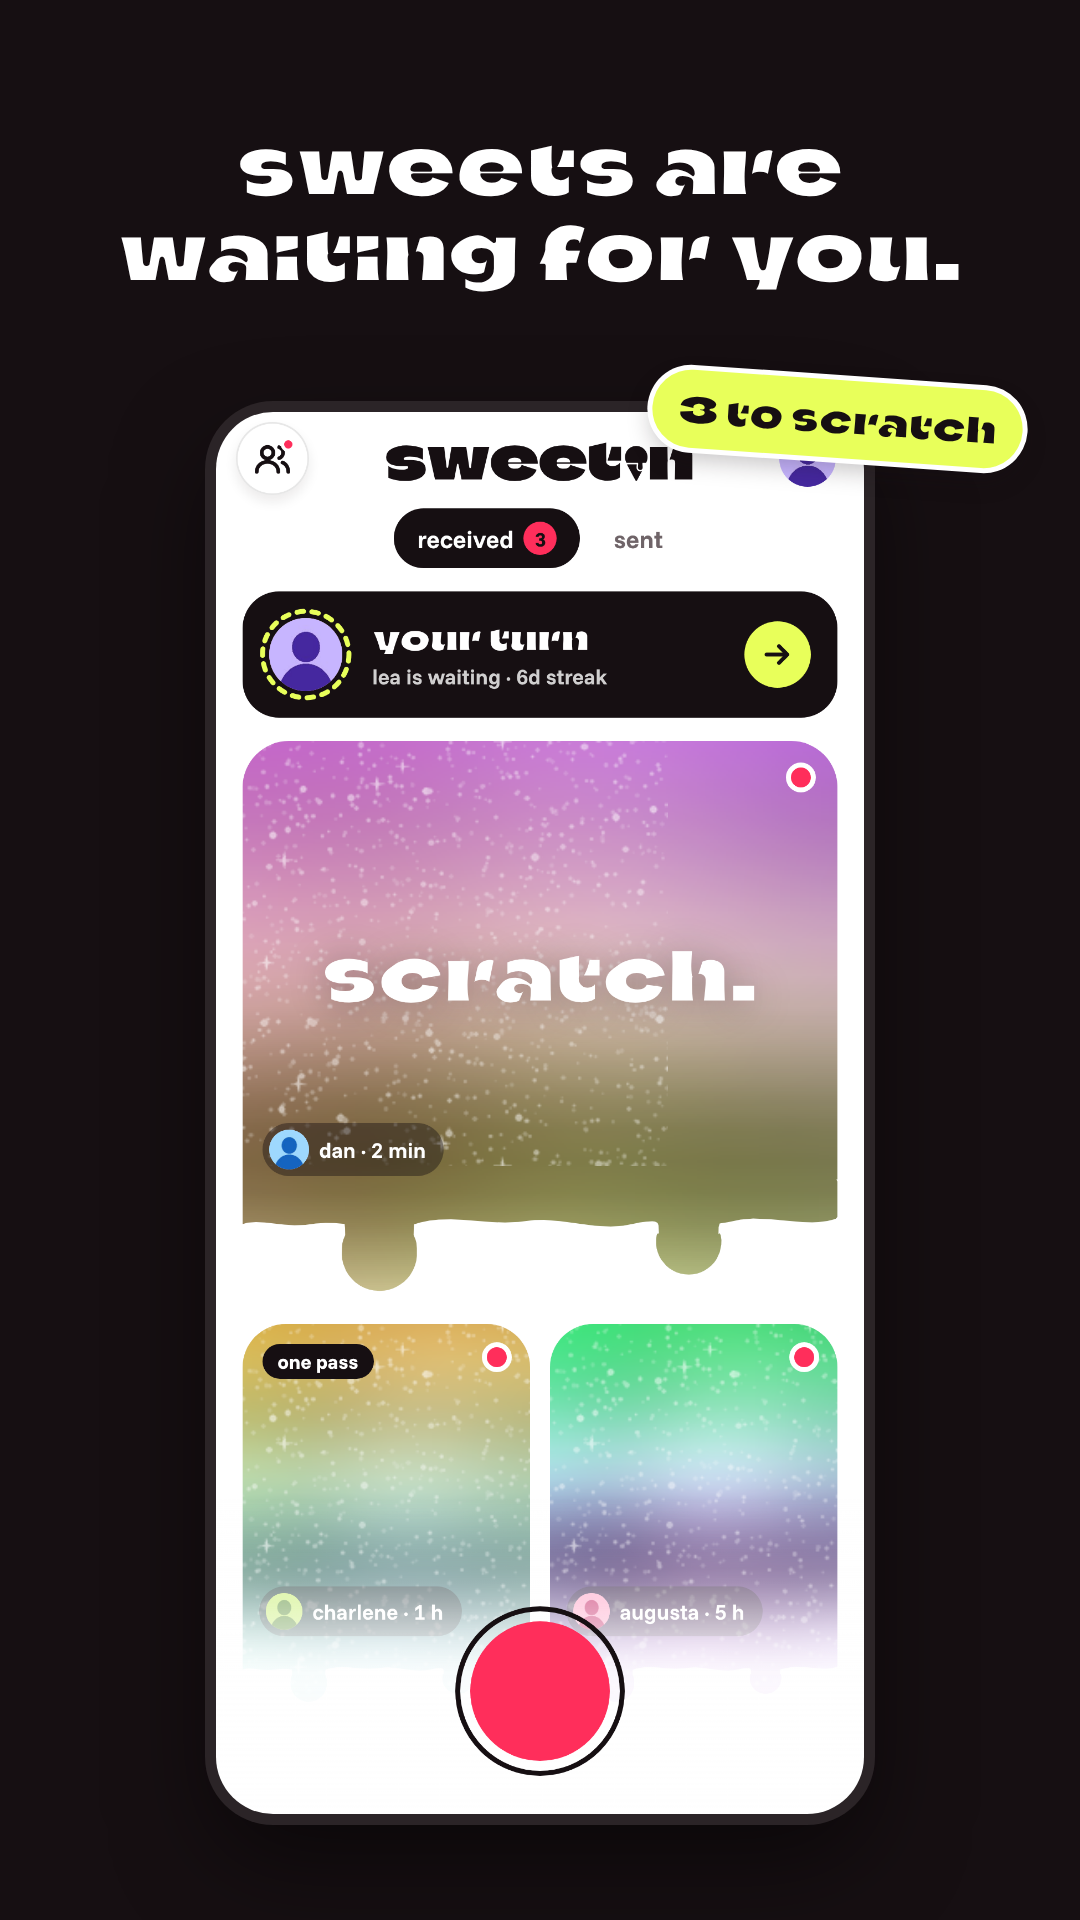 sweets are
waiting for you.
3 to scratch
sweetin
received 3
sent
your turn
lea is waiting · 6d streak
scratch.
dan · 2 min
one pass
charlene · 1 h
augusta · 5 h